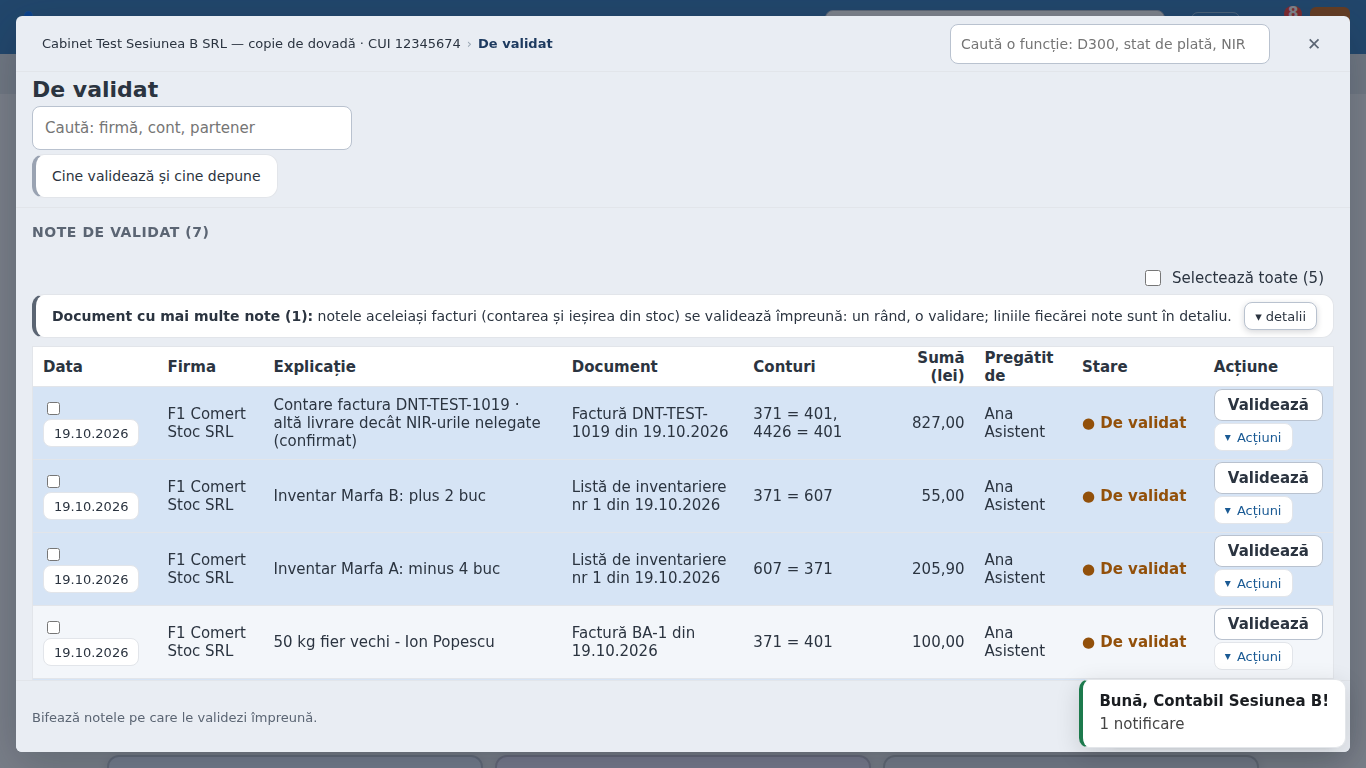 8
Cabinet Test Sesiunea B SRL — copie de dovadă · CUI 12345674 › De validat
Caută o funcție: D300, stat de plată, NIR
✕
De validat
Caută: firmă, cont, partener
Cine validează și cine depune
NOTE DE VALIDAT (7)
Selectează toate (5)
Document cu mai multe note (1): notele aceleiași facturi (contarea și ieșirea din stoc) se validează împreună: un rând, o validare; liniile fiecărei note sunt în detaliu.
▾ detalii
Data
Firma
Explicație
Document
Conturi
Sumă
(lei)
Pregătit
de
Stare
Acțiune
19.10.2026
F1 Comert
Stoc SRL
Contare factura DNT-TEST-1019 ·
altă livrare decât NIR-urile nelegate
(confirmat)
Factură DNT-TEST-
1019 din 19.10.2026
371 = 401,
4426 = 401
827,00
Ana
Asistent
● De validat
Validează
▾ Acțiuni
19.10.2026
F1 Comert
Stoc SRL
Inventar Marfa B: plus 2 buc
Listă de inventariere
nr 1 din 19.10.2026
371 = 607
55,00
Ana
Asistent
● De validat
Validează
▾ Acțiuni
19.10.2026
F1 Comert
Stoc SRL
Inventar Marfa A: minus 4 buc
Listă de inventariere
nr 1 din 19.10.2026
607 = 371
205,90
Ana
Asistent
● De validat
Validează
▾ Acțiuni
19.10.2026
F1 Comert
Stoc SRL
50 kg fier vechi - Ion Popescu
Factură BA-1 din
19.10.2026
371 = 401
100,00
Ana
Asistent
● De validat
Validează
▾ Acțiuni
Bifează notele pe care le validezi împreună.
Bună, Contabil Sesiunea B!
1 notificare